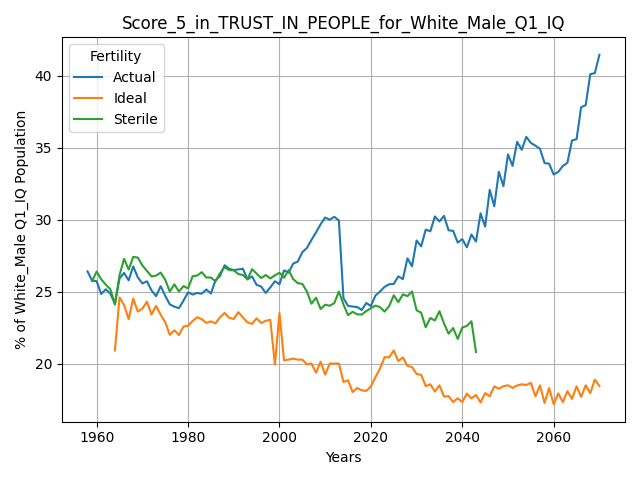 Score_5_in_TRUST_IN_PEOPLE_for_White_Male_Q1_IQ
Fertility
Actual
Ideal
Sterile
% of White_Male Q1_IQ Population
40
35
30
25
20
1960
1980
2000
2020
2040
2060
Years